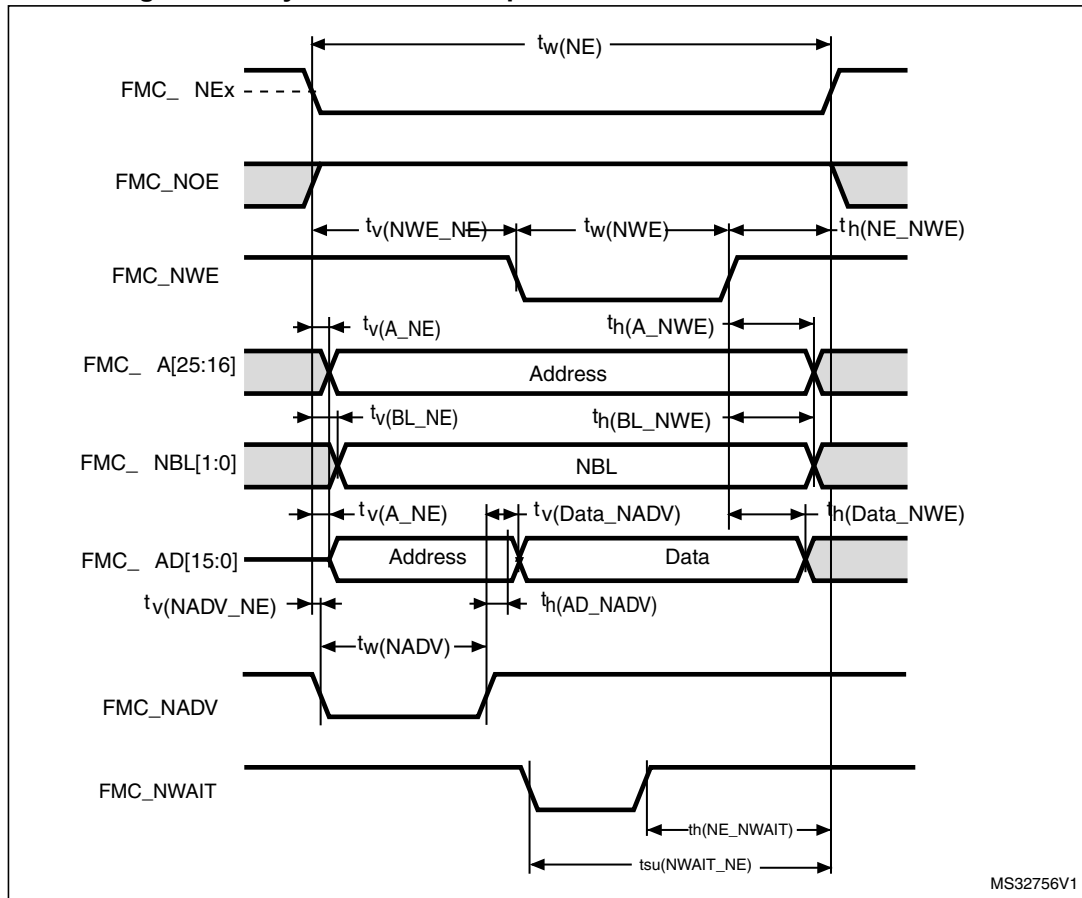 tw(NE)
FMC_ NEx
FMC_NOE
tv(NWE_NE) tw(NWE) th(NE_NWE)
FMC_NWE
tv(A_NE) th(A_NWE)
FMC_ A[25:16] Address
tv(BL_NE) th(BL_NWE)
FMC_ NBL[1:0] NBL
tv(A_NE) tv(Data_NADV) th(Data_NWE)
FMC_ AD[15:0] Address Data
tv(NADV_NE) th(AD_NADV)
tw(NADV)
FMC_NADV
FMC_NWAIT
th(NE_NWAIT)
tsu(NWAIT_NE)
MS32756V1